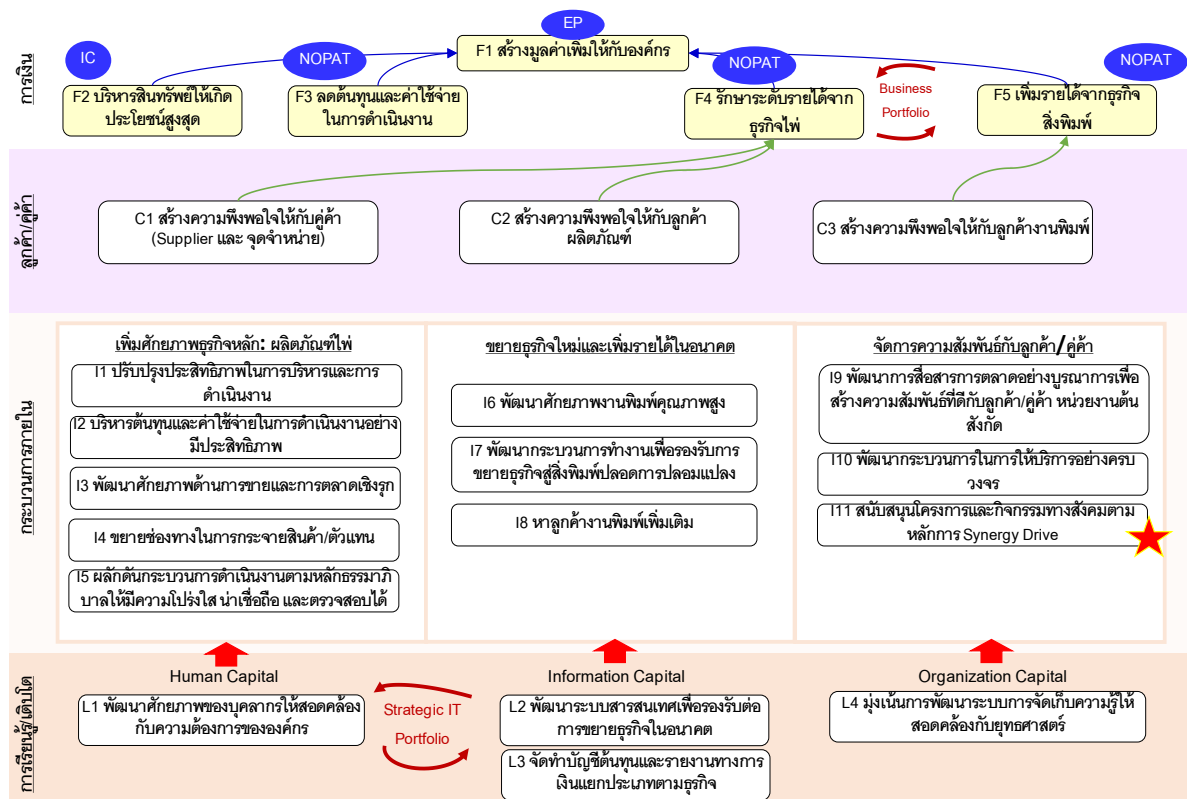 การเงิน
EP
F1 สร้างมูลค่าเพิ่มให้กับองค์กร
IC
NOPAT
NOPAT
NOPAT
F2 บริหารสินทรัพย์ให้เกิด
ประโยชน์สูงสุด
F3 ลดต้นทุนและค่าใช้จ่าย
ในการดำเนินงาน
F4 รักษาระดับรายได้จาก
ธุรกิจไพ่
Business
Portfolio
F5 เพิ่มรายได้จากธุรกิจ
สิ่งพิมพ์
ลูกค้า/คู่ค้า
C1 สร้างความพึงพอใจให้กับคู่ค้า
(Supplier และ จุดจำหน่าย)
C2 สร้างความพึงพอใจให้กับลูกค้า
ผลิตภัณฑ์
C3 สร้างความพึงพอใจให้กับลูกค้างานพิมพ์
กระบวนการภายใน
เพิ่มศักยภาพธุรกิจหลัก: ผลิตภัณฑ์ไพ่
I1 ปรับปรุงประสิทธิภาพในการบริหารและการ
ดำเนินงาน
I2 บริหารต้นทุนและค่าใช้จ่ายในการดำเนินงานอย่าง
มีประสิทธิภาพ
I3 พัฒนาศักยภาพด้านการขายและการตลาดเชิงรุก
I4 ขยายช่องทางในการกระจายสินค้า/ตัวแทน
I5 ผลักดันกระบวนการดำเนินงานตามหลักธรรมาภิ
บาลให้มีความโปร่งใส น่าเชื่อถือ และตรวจสอบได้
ขยายธุรกิจใหม่และเพิ่มรายได้ในอนาคต
I6 พัฒนาศักยภาพงานพิมพ์คุณภาพสูง
I7 พัฒนากระบวนการทำงานเพื่อรองรับการ
ขยายธุรกิจสู่สิ่งพิมพ์ปลอดการปลอมแปลง
I8 หาลูกค้างานพิมพ์เพิ่มเติม
จัดการความสัมพันธ์กับลูกค้า/คู่ค้า
I9 พัฒนาการสื่อสารการตลาดอย่างบูรณาการเพื่อ
สร้างความสัมพันธ์ที่ดีกับลูกค้า/คู่ค้า หน่วยงานต้น
สังกัด
I10 พัฒนากระบวนการในการให้บริการอย่างครบ
วงจร
I11 สนับสนุนโครงการและกิจกรรมทางสังคมตาม
หลักการ Synergy Drive
การเรียนรู้/เติบโต
Human Capital
L1 พัฒนาศักยภาพของบุคลากรให้สอดคล้อง
กับความต้องการขององค์กร
Strategic IT
Portfolio
Information Capital
L2 พัฒนาระบบสารสนเทศเพื่อรองรับต่อ
การขยายธุรกิจในอนาคต
L3 จัดทำบัญชีต้นทุนและรายงานทางการ
เงินแยกประเภทตามธุรกิจ
Organization Capital
L4 มุ่งเน้นการพัฒนาระบบการจัดเก็บความรู้ให้
สอดคล้องกับยุทธศาสตร์